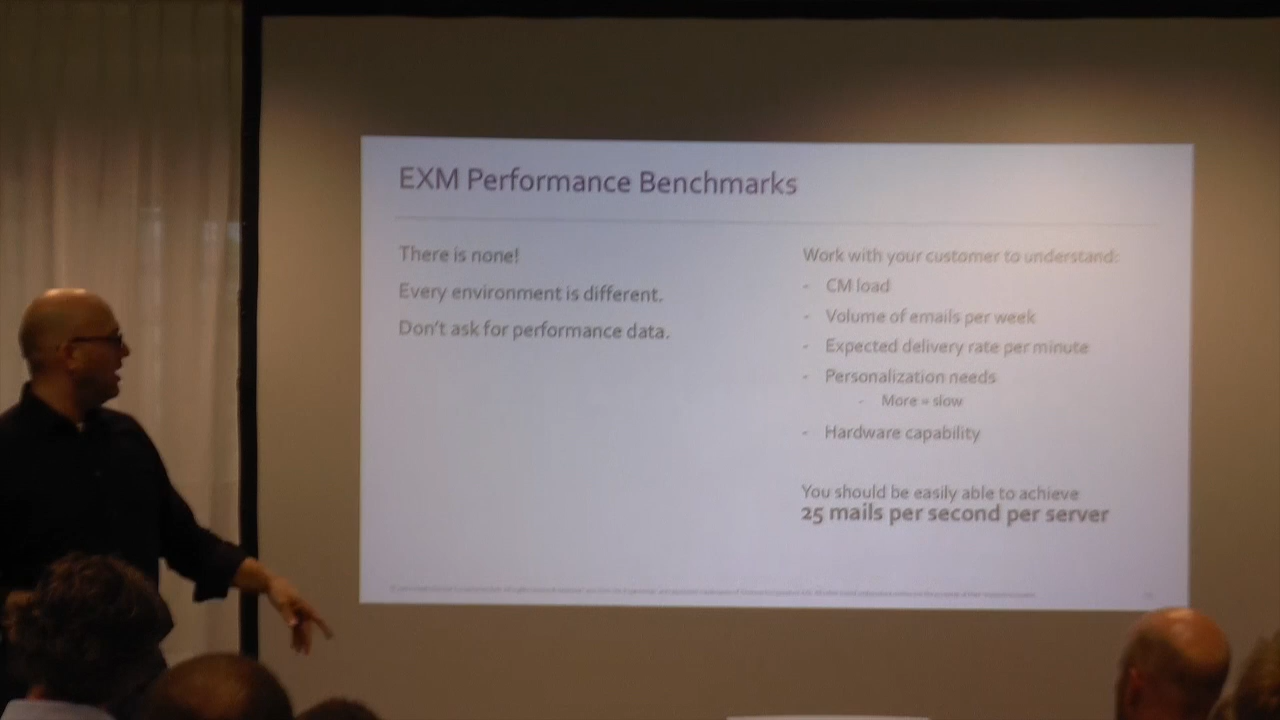 EXM Performance Benchmarks
There is none!
Every environment is different.
Don't ask for performance data.
Work with your customer to understand:
- CM load
- Volume of emails per week
- Expected delivery rate per minute
- Personalization needs
- More = slow
- Hardware capability
You should be easily able to achieve
25 mails per second per server